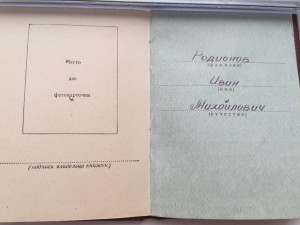 Место
для
фотокарточки
(подпись владельца книжки)
Родионов
(фамилия)
Иван
(имя)
Михайлович
(отчество)